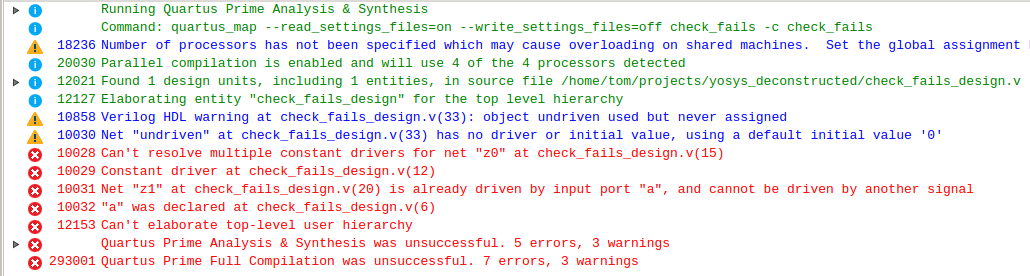 Running Quartus Prime Analysis & Synthesis
Command: quartus_map --read_settings_files=on --write_settings_files=off check_fails -c check_fails
18236 Number of processors has not been specified which may cause overloading on shared machines.  Set the global assignment
20030 Parallel compilation is enabled and will use 4 of the 4 processors detected
12021 Found 1 design units, including 1 entities, in source file /home/tom/projects/yosys_deconstructed/check_fails_design.v
12127 Elaborating entity "check_fails_design" for the top level hierarchy
10858 Verilog HDL warning at check_fails_design.v(33): object undriven used but never assigned
10030 Net "undriven" at check_fails_design.v(33) has no driver or initial value, using a default initial value '0'
10028 Can't resolve multiple constant drivers for net "z0" at check_fails_design.v(15)
10029 Constant driver at check_fails_design.v(12)
10031 Net "z1" at check_fails_design.v(20) is already driven by input port "a", and cannot be driven by another signal
10032 "a" was declared at check_fails_design.v(6)
12153 Can't elaborate top-level user hierarchy
Quartus Prime Analysis & Synthesis was unsuccessful. 5 errors, 3 warnings
293001 Quartus Prime Full Compilation was unsuccessful. 7 errors, 3 warnings